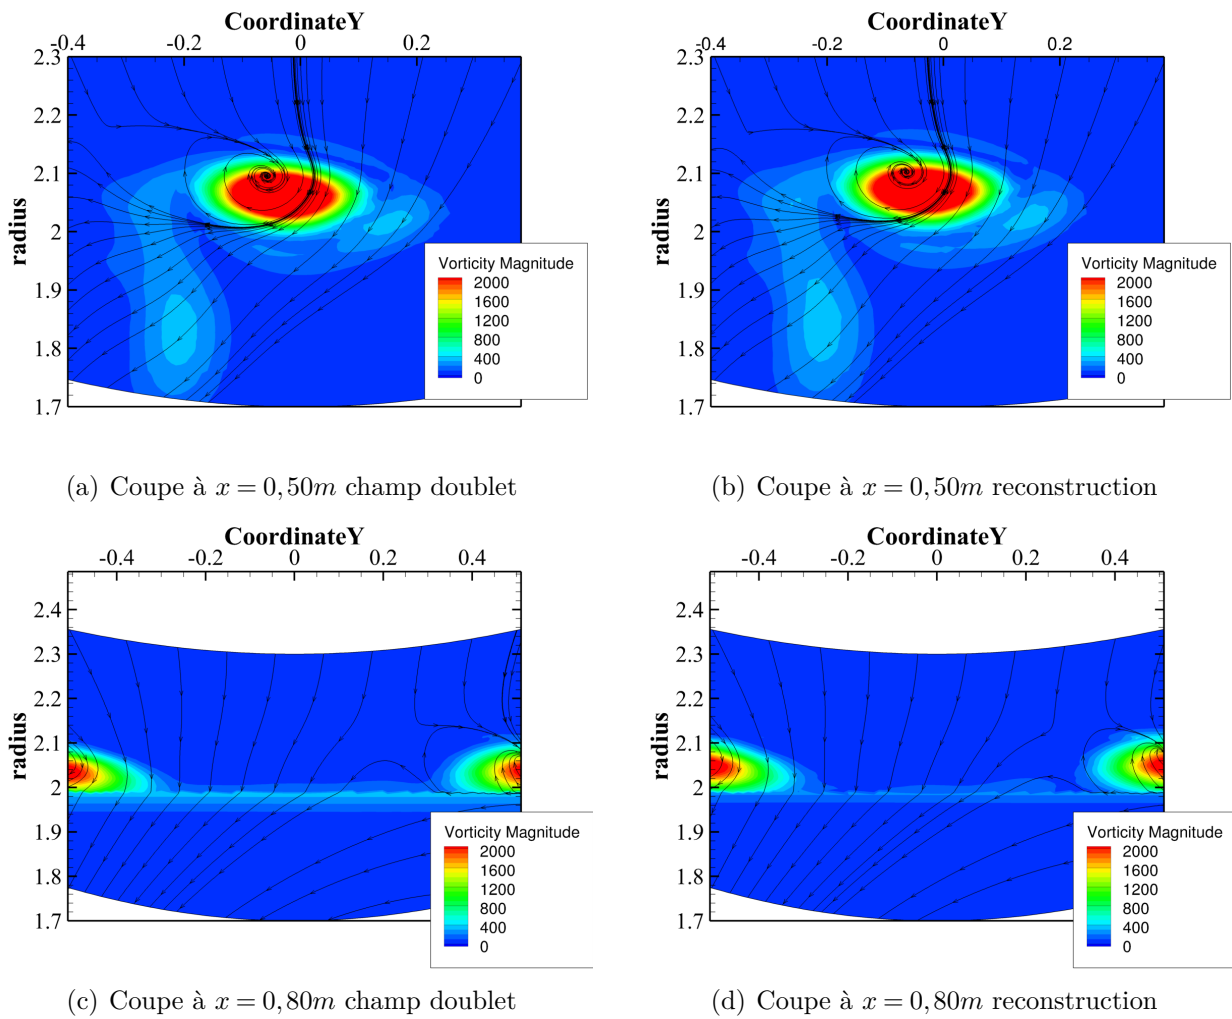 CoordinateY
-0.4 -0.2 0 0.2
2.3
2.2
2.1
2
1.9
1.8
1.7
radius
Vorticity Magnitude
2000
1600
1200
800
400
0
(a) Coupe à x = 0,50m champ doublet
CoordinateY
-0.4 -0.2 0 0.2
2.3
2.2
2.1
2
1.9
1.8
1.7
radius
Vorticity Magnitude
2000
1600
1200
800
400
0
(b) Coupe à x = 0,50m reconstruction
CoordinateY
-0.4 -0.2 0 0.2 0.4
2.4
2.3
2.2
2.1
2
1.9
1.8
1.7
radius
Vorticity Magnitude
2000
1600
1200
800
400
0
(c) Coupe à x = 0,80m champ doublet
CoordinateY
-0.4 -0.2 0 0.2 0.4
2.4
2.3
2.2
2.1
2
1.9
1.8
1.7
radius
Vorticity Magnitude
2000
1600
1200
800
400
0
(d) Coupe à x = 0,80m reconstruction